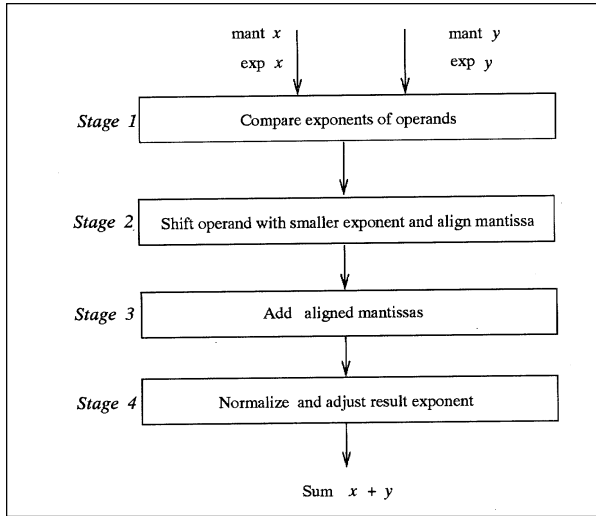 mant x
mant y
exp x
exp y
Stage 1
Compare exponents of operands
Stage 2
Shift operand with smaller exponent and align mantissa
Stage 3
Add aligned mantissas
Stage 4
Normalize and adjust result exponent
Sum x + y